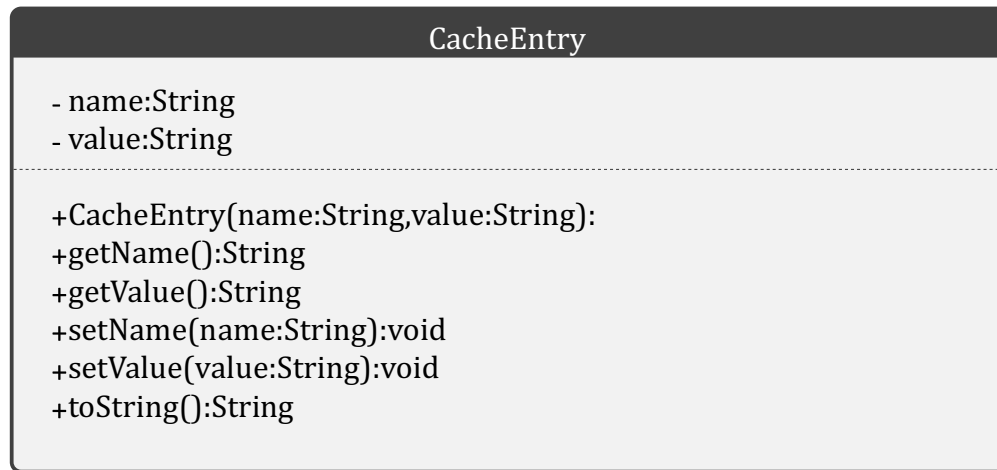 CacheEntry
- name:String
- value:String
+CacheEntry(name:String,value:String):
+getName():String
+getValue():String
+setName(name:String):void
+setValue(value:String):void
+toString():String